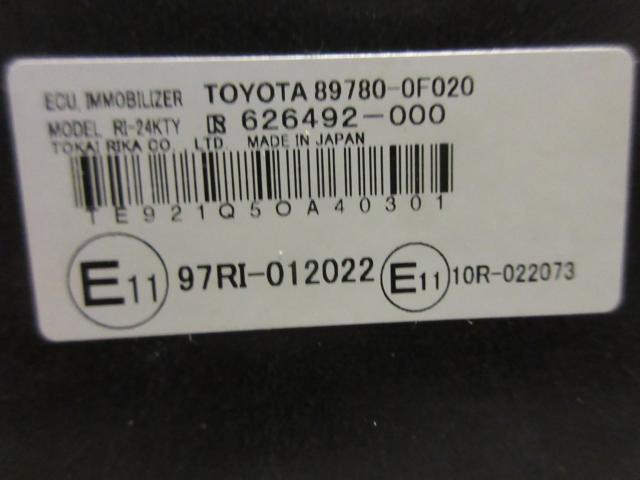 ECU, IMMOBILIZER TOYOTA 89780-0F020
MODEL RI-24KTY 626492-000
TOKAI RIKA CO., LTD. MADE IN JAPAN
TE921Q50A40301
E11 97RI-012022 E11 10R-022073